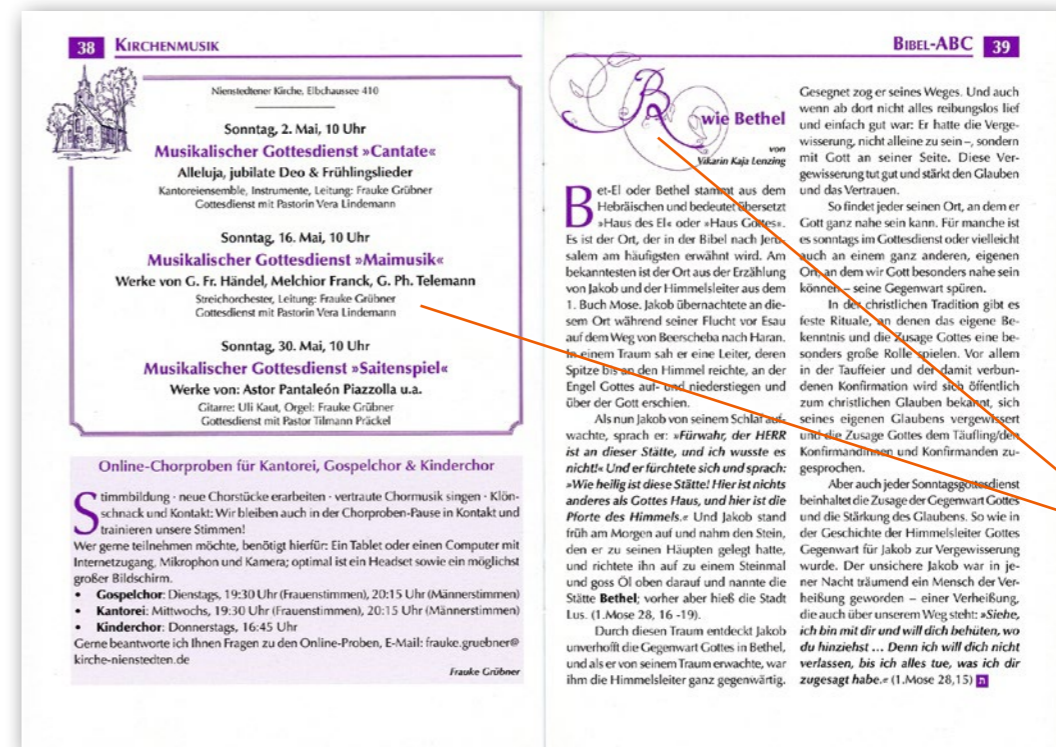 38 KIRCHENMUSIK
Nienstedtener Kirche, Elbchaussee 410
Sonntag, 2. Mai, 10 Uhr
Musikalischer Gottesdienst »Cantate«
Alleluja, jubilate Deo & Frühlingslieder
Kantoreiensemble, Instrumente, Leitung: Frauke Grübner
Gottesdienst mit Pastorin Vera Lindemann
Sonntag, 16. Mai, 10 Uhr
Musikalischer Gottesdienst »Maimusik«
Werke von G. Fr. Händel, Melchior Franck, G. Ph. Telemann
Streichorchester, Leitung: Frauke Grübner
Gottesdienst mit Pastorin Vera Lindemann
Sonntag, 30. Mai, 10 Uhr
Musikalischer Gottesdienst »Saitenspiel«
Werke von: Astor Pantaleón Piazzolla u.a.
Gitarre: Uli Kaut, Orgel: Frauke Grübner
Gottesdienst mit Pastor Tilmann Präckel
Online-Chorproben für Kantorei, Gospelchor & Kinderchor
Stimmbildung · neue Chorstücke erarbeiten · vertraute Chormusik singen · Klön-
schnack und Kontakt: Wir bleiben auch in der Chorproben-Pause in Kontakt und
trainieren unsere Stimmen!
Wer gerne teilnehmen möchte, benötigt hierfür: Ein Tablet oder einen Computer mit
Internetzugang, Mikrophon und Kamera; optimal ist ein Headset sowie ein möglichst
großer Bildschirm.
• Gospelchor: Dienstags, 19:30 Uhr (Frauenstimmen), 20:15 Uhr (Männerstimmen)
• Kantorei: Mittwochs, 19:30 Uhr (Frauenstimmen), 20:15 Uhr (Männerstimmen)
• Kinderchor: Donnerstags, 16:45 Uhr
Gerne beantworte ich Ihnen Fragen zu den Online-Proben, E-Mail: frauke.gruebner@
kirche-nienstedten.de
Frauke Grübner
BIBEL-ABC 39
B wie Bethel
von
Vikarin Kaja Lenzing
Bet-El oder Bethel stammt aus dem
Hebräischen und bedeutet übersetzt
»Haus des El« oder »Haus Gottes«.
Es ist der Ort, der in der Bibel nach Jeru-
salem am häufigsten erwähnt wird. Am
bekanntesten ist der Ort aus der Erzählung
von Jakob und der Himmelsleiter aus dem
1. Buch Mose. Jakob übernachtete an die-
sem Ort während seiner Flucht vor Esau
auf dem Weg von Beerscheba nach Haran.
In einem Traum sah er eine Leiter, deren
Spitze bis an den Himmel reichte, an der
Engel Gottes auf- und niederstiegen und
über der Gott erschien.
Als nun Jakob von seinem Schlaf auf-
wachte, sprach er: »Fürwahr, der HERR
ist an dieser Stätte, und ich wusste es
nicht!« Und er fürchtete sich und sprach:
»Wie heilig ist diese Stätte! Hier ist nichts
anderes als Gottes Haus, und hier ist die
Pforte des Himmels.« Und Jakob stand
früh am Morgen auf und nahm den Stein,
den er zu seinen Häupten gelegt hatte,
und richtete ihn auf zu einem Steinmal
und goss Öl oben darauf und nannte die
Stätte Bethel; vorher aber hieß die Stadt
Lus. (1.Mose 28, 16 -19).
Durch diesen Traum entdeckt Jakob
unverhofft die Gegenwart Gottes in Bethel,
und als er von seinem Traum erwachte, war
ihm die Himmelsleiter ganz gegenwärtig.
Gesegnet zog er seines Weges. Und auch
wenn ab dort nicht alles reibungslos lief
und einfach gut war: Er hatte die Verge-
wisserung, nicht alleine zu sein –, sondern
mit Gott an seiner Seite. Diese Ver-
gewisserung tut gut und stärkt den Glauben
und das Vertrauen.
So findet jeder seinen Ort, an dem er
Gott ganz nahe sein kann. Für manche ist
es sonntags im Gottesdienst oder vielleicht
auch an einem ganz anderen, eigenen
Ort, an dem wir Gott besonders nahe sein
können – seine Gegenwart spüren.
In der christlichen Tradition gibt es
feste Rituale, an denen das eigene Be-
kenntnis und die Zusage Gottes eine be-
sonders große Rolle spielen. Vor allem
in der Tauffeier und der damit verbun-
denen Konfirmation wird sich öffentlich
zum christlichen Glauben bekannt, sich
seines eigenen Glaubens vergewissert
und die Zusage Gottes dem Täufling/den
Konfirmandinnen und Konfirmanden zu-
gesprochen.
Aber auch jeder Sonntagsgottesdienst
beinhaltet die Zusage der Gegenwart Gottes
und die Stärkung des Glaubens. So wie in
der Geschichte der Himmelsleiter Gottes
Gegenwart für Jakob zur Vergewisserung
wurde. Der unsichere Jakob war in je-
ner Nacht träumend ein Mensch der Ver-
heißung geworden – einer Verheißung,
die auch über unserem Weg steht: »Siehe,
ich bin mit dir und will dich behüten, wo
du hinziehst … Denn ich will dich nicht
verlassen, bis ich alles tue, was ich dir
zugesagt habe.« (1.Mose 28,15)